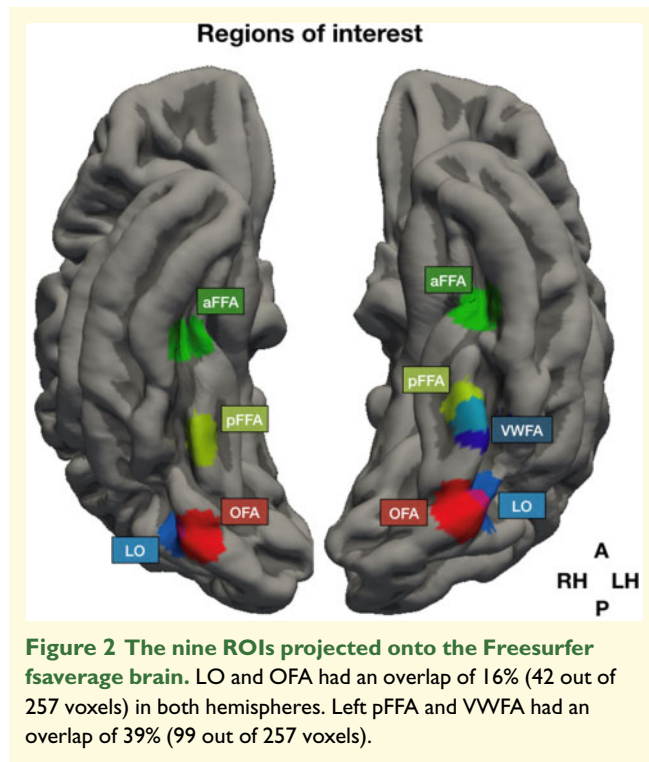 Regions of interest
aFFA
aFFA
pFFA
pFFA
VWFA
OFA
OFA
LO
LO
A
RH LH
P
Figure 2 The nine ROIs projected onto the Freesurfer
fsaverage brain. LO and OFA had an overlap of 16% (42 out of
257 voxels) in both hemispheres. Left pFFA and VWFA had an
overlap of 39% (99 out of 257 voxels).